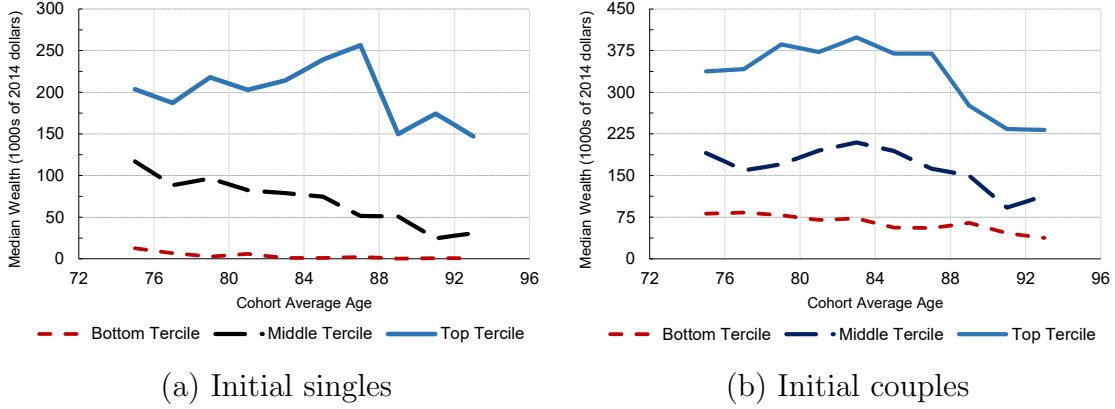 Median Wealth (1000s of 2014 dollars)
300
250
200
150
100
50
0
72 76 80 84 88 92 96
Cohort Average Age
Bottom Tercile Middle Tercile Top Tercile
(a) Initial singles
Median Wealth (1000s of 2014 dollars)
450
375
300
225
150
75
0
72 76 80 84 88 92 96
Cohort Average Age
Bottom Tercile Middle Tercile Top Tercile
(b) Initial couples